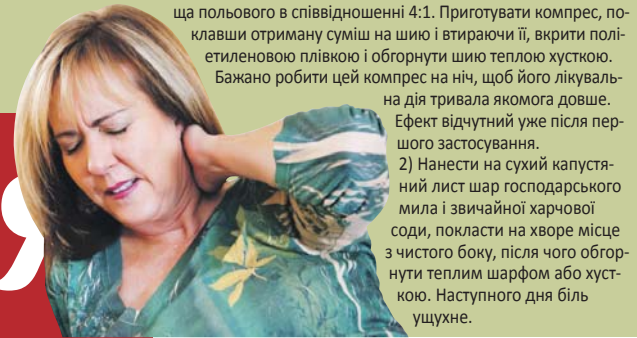 ща польового в співвідношенні 4:1. Приготувати компрес, по-
клавши отриману суміш на шию і втираючи її, вкрити полі-
етиленовою плівкою і обгорнути шию теплою хусткою.
Бажано робити цей компрес на ніч, щоб його лікуваль-
на дія тривала якомога довше.
Ефект відчутний уже після пер-
шого застосування.
2) Нанести на сухий капустя-
ний лист шар господарського
мила і звичайної харчової
соди, покласти на хворе місце
з чистого боку, після чого обгор-
нути теплим шарфом або хуст-
кою. Наступного дня біль
ущухне.